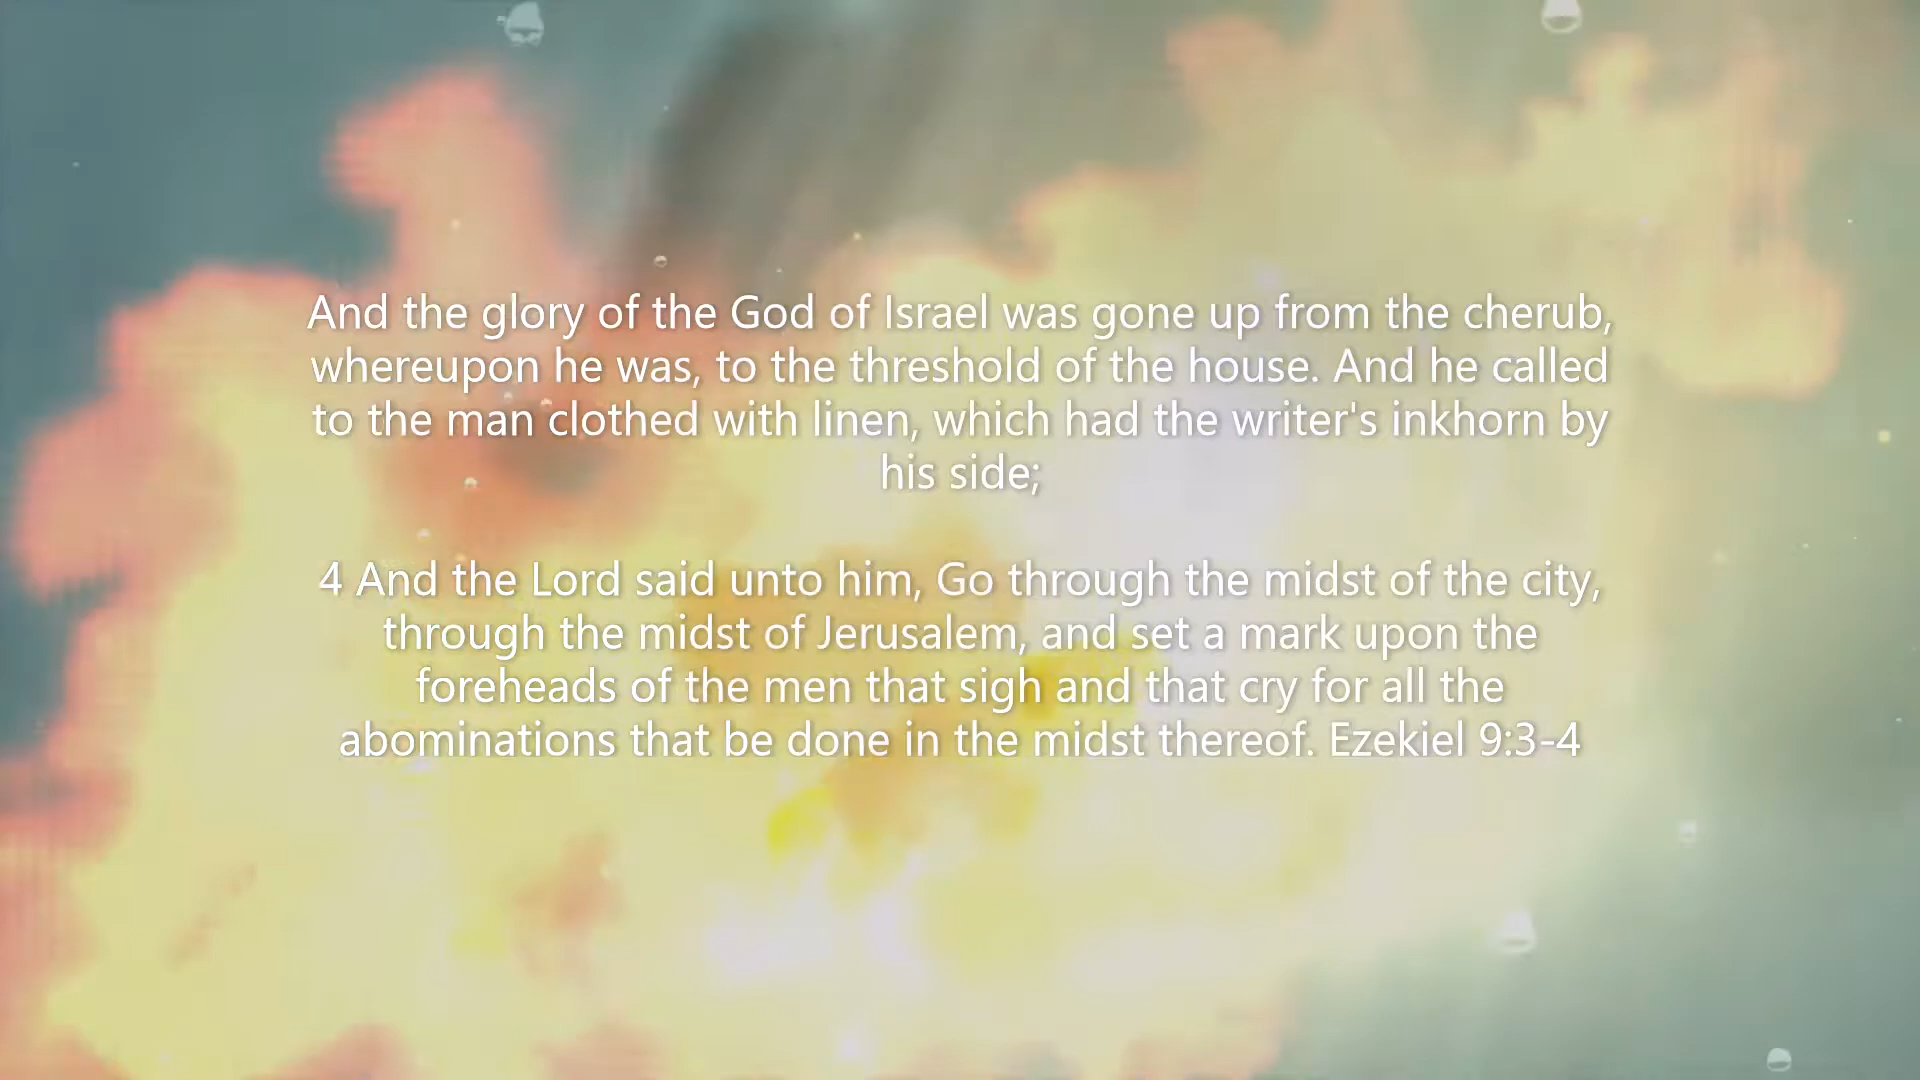 And the glory of the God of Israel was gone up from the cherub,
whereupon he was, to the threshold of the house. And he called
to the man clothed with linen, which had the writer's inkhorn by
his side;
4 And the Lord said unto him, Go through the midst of the city,
through the midst of Jerusalem, and set a mark upon the
foreheads of the men that sigh and that cry for all the
abominations that be done in the midst thereof. Ezekiel 9:3-4